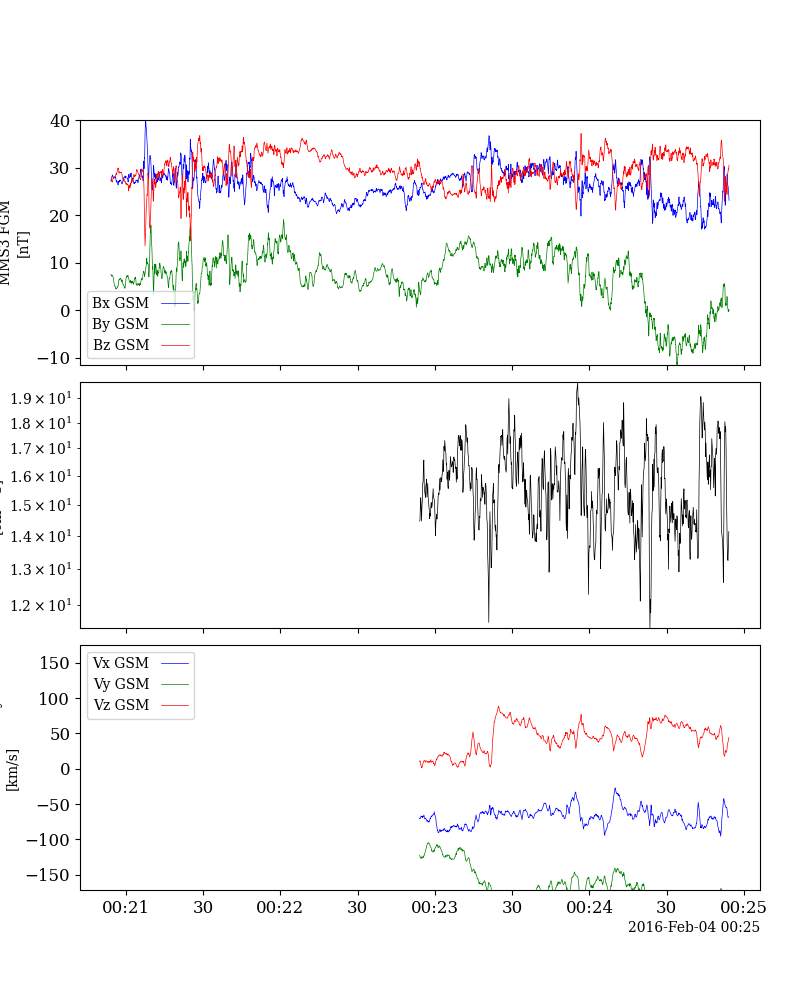 40
30
20
10
0
−10
MMS3 FGM
[nT]
Bx GSM
By GSM
Bz GSM
1.9 × 10¹
1.8 × 10¹
1.7 × 10¹
1.6 × 10¹
1.5 × 10¹
1.4 × 10¹
1.3 × 10¹
1.2 × 10¹
150
100
50
0
−50
−100
−150
[km/s]
Vx GSM
Vy GSM
Vz GSM
00:21 30 00:22 30 00:23 30 00:24 30 00:25
2016-Feb-04 00:25